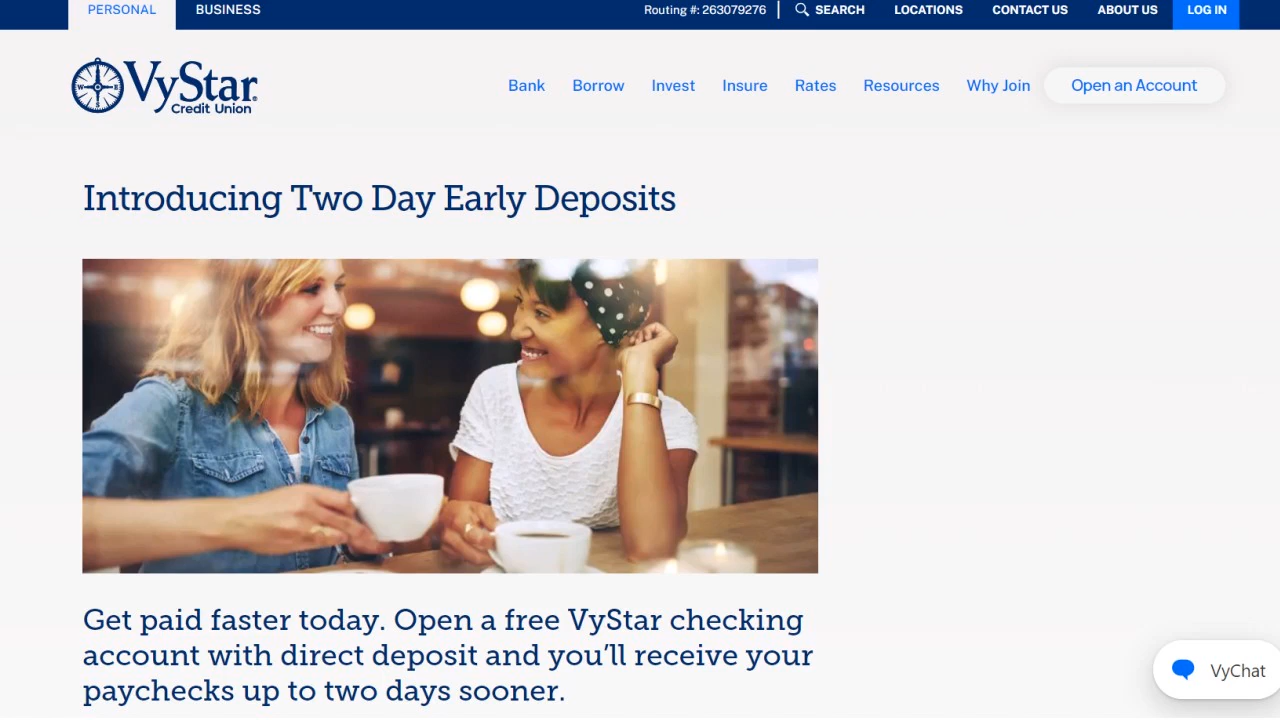 PERSONAL
BUSINESS
Routing #: 263079276
SEARCH
LOCATIONS
CONTACT US
ABOUT US
LOG IN
VyStar®
Credit Union
W E
Bank
Borrow
Invest
Insure
Rates
Resources
Why Join
Open an Account
Introducing Two Day Early Deposits
Get paid faster today. Open a free VyStar checking
account with direct deposit and you’ll receive your
paychecks up to two days sooner.
VyChat